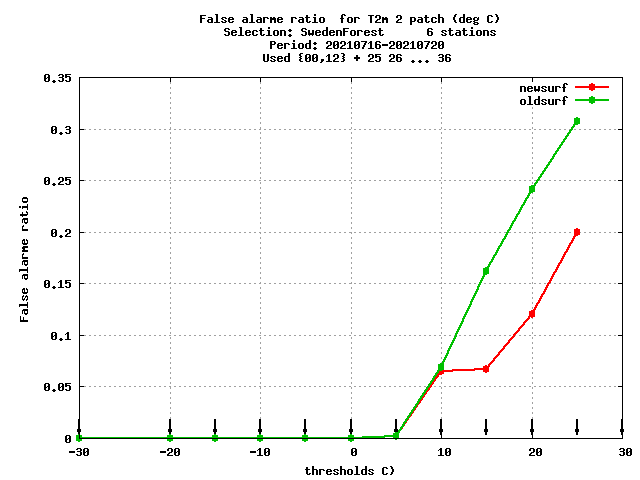 False alarme ratio  for T2m 2 patch (deg C)
Selection: SwedenForest      6 stations
Period: 20210716-20210720
Used {00,12} + 25 26 ... 36
newsurf
oldsurf
0.35
0.3
0.25
0.2
0.15
0.1
0.05
0
False alarme ratio
-30 -20 -10 0 10 20 30
thresholds C)